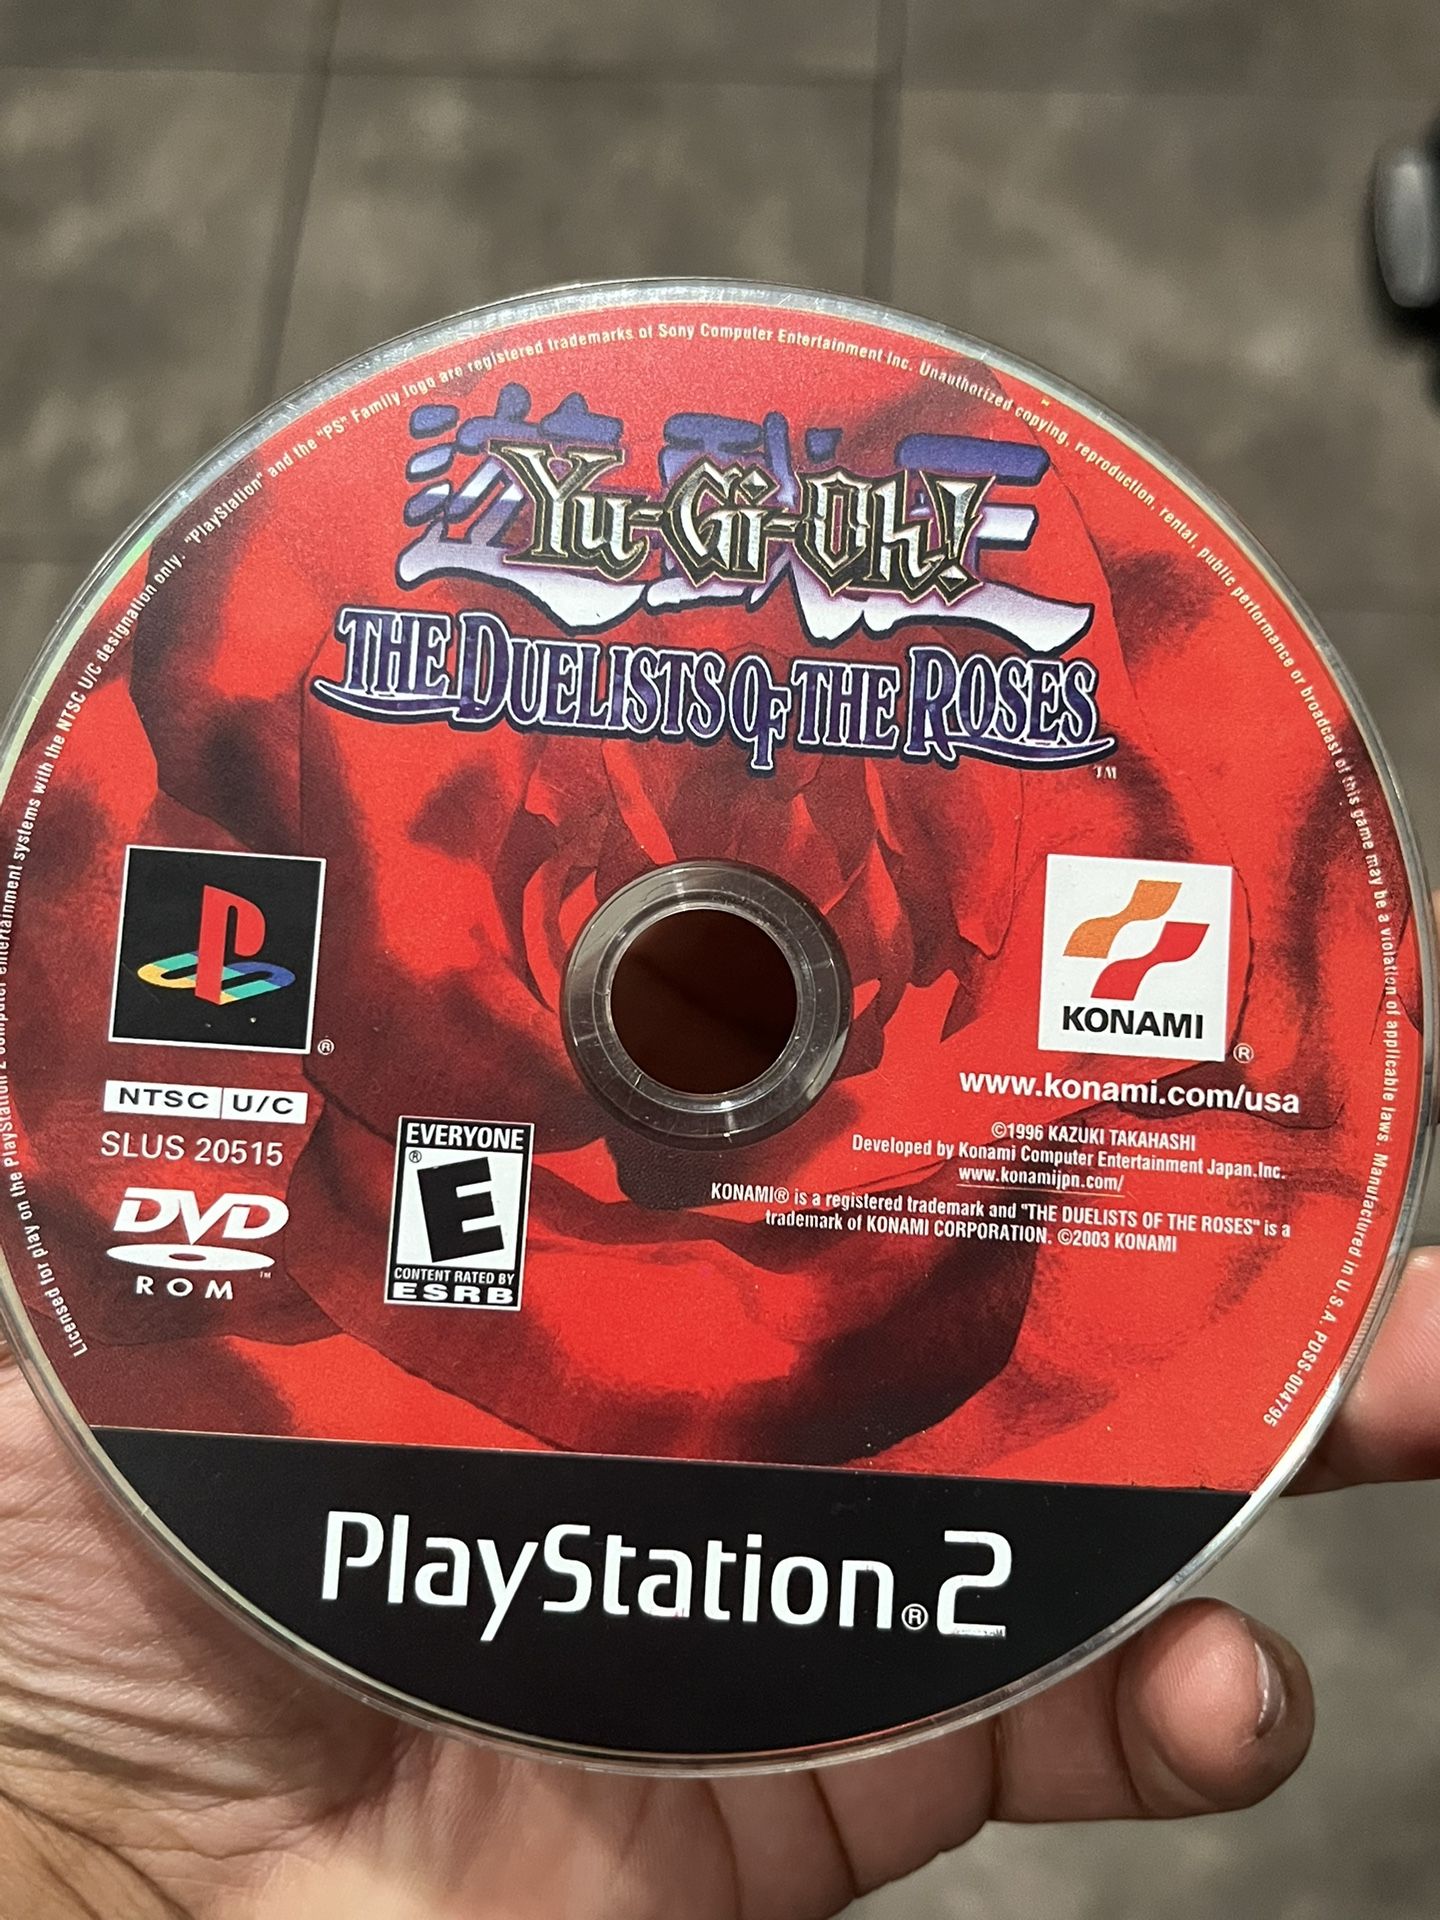 Licensed for play on the PlayStation 2 computer entertainment systems with the NTSC U/C designation only. "PlayStation" and the "PS" Family logo are registered trademarks of Sony Computer Entertainment Inc. Unauthorized copying, reproduction, rental, public performance or broadcast of this game may be a violation of applicable laws. Manufactured in U.S.A. PDSS-004795
遊戯王
Yu-Gi-Oh!
THE DUELISTS OF THE ROSES™
®
NTSC U/C
SLUS 20515
DVD™
ROM
EVERYONE
®
E
CONTENT RATED BY
ESRB
KONAMI
®
www.konami.com/usa
©1996 KAZUKI TAKAHASHI
Developed by Konami Computer Entertainment Japan.Inc.
www.konamijpn.com/
KONAMI® is a registered trademark and "THE DUELISTS OF THE ROSES" is a
trademark of KONAMI CORPORATION. ©2003 KONAMI
PlayStation®2